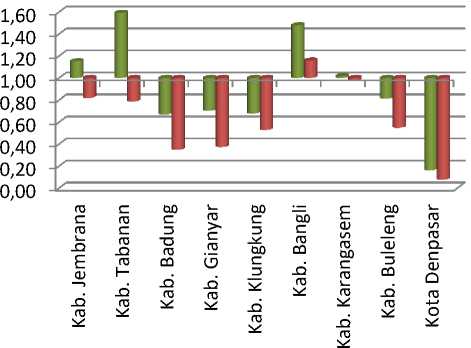 1,60
1,40
1,20
1,00
0,80
0,60
0,40
0,20
0,00
Kab. Jembrana
Kab. Tabanan
Kab. Badung
Kab. Gianyar
Kab. Klungkung
Kab. Bangli
Kab. Karangasem
Kab. Buleleng
Kota Denpasar